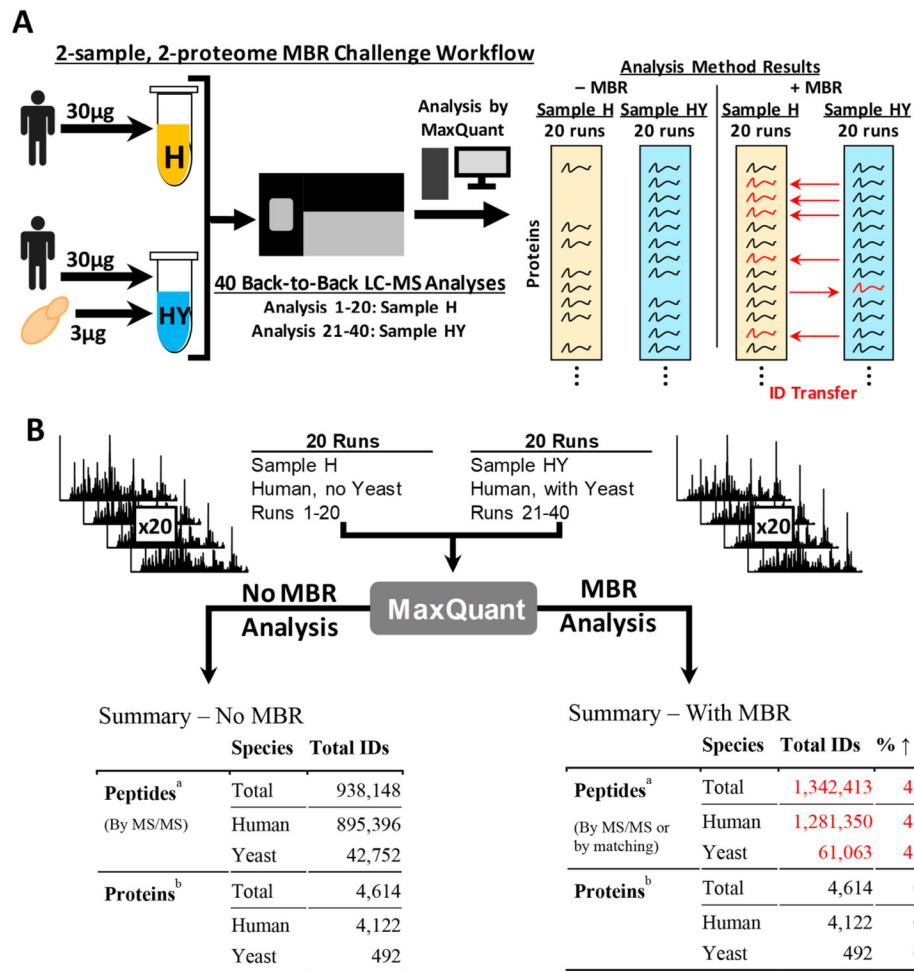 A
2-sample, 2-proteome MBR Challenge Workflow
30µg
H
30µg
3µg
HY
40 Back-to-Back LC-MS Analyses
Analysis 1-20: Sample H
Analysis 21-40: Sample HY
Analysis by
MaxQuant
Analysis Method Results
– MBR + MBR
Sample H Sample HY Sample H Sample HY
20 runs 20 runs 20 runs 20 runs
Proteins
ID Transfer
B
x20
20 Runs
Sample H
Human, no Yeast
Runs 1-20
20 Runs
Sample HY
Human, with Yeast
Runs 21-40
x20
No MBR
Analysis
MaxQuant
MBR
Analysis
Summary – No MBR
Species Total IDs
Peptides^a Total 938,148
(By MS/MS) Human 895,396
Yeast 42,752
Proteins^b Total 4,614
Human 4,122
Yeast 492
Summary – With MBR
Species Total IDs % ↑
Peptides^a Total 1,342,413 4
(By MS/MS or
by matching) Human 1,281,350 4
Yeast 61,063 4
Proteins^b Total 4,614
Human 4,122
Yeast 492